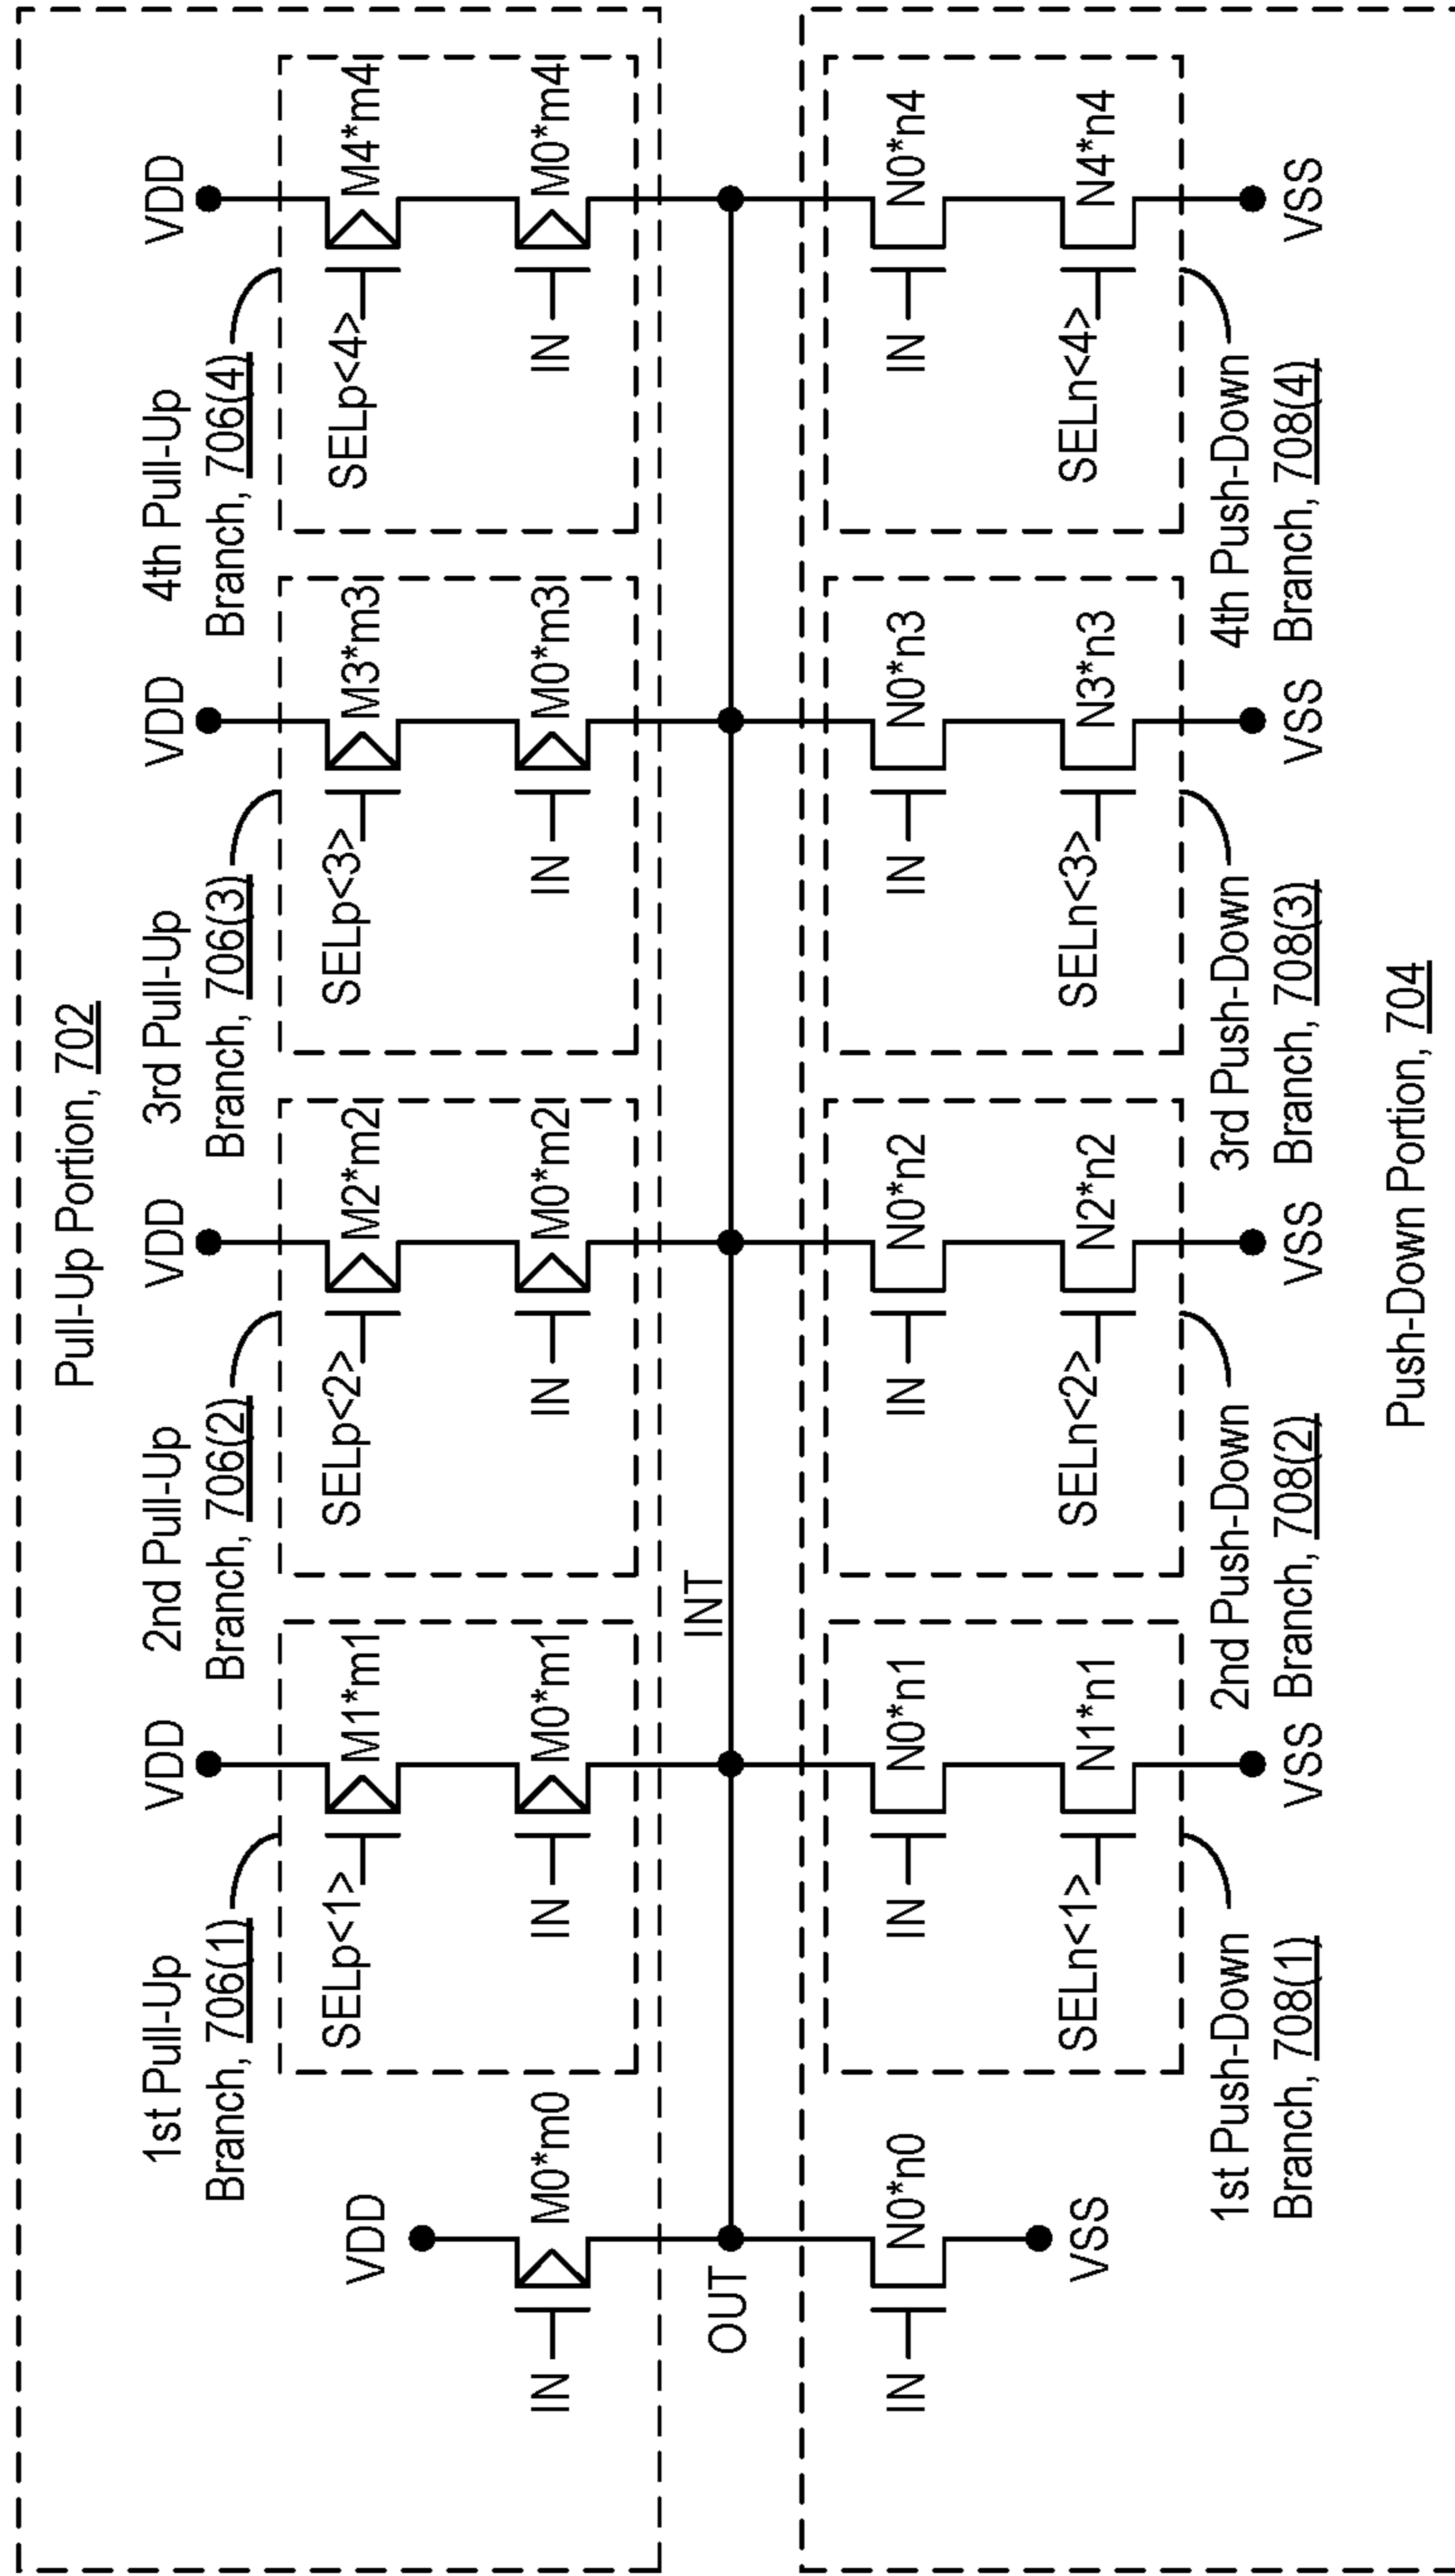 Pull-Up Portion, 702
1st Pull-Up
Branch, 706(1)
2nd Pull-Up
Branch, 706(2)
3rd Pull-Up
Branch, 706(3)
4th Pull-Up
Branch, 706(4)
VDD
VDD
VDD
VDD
VDD
SELp<1>
M1*m1
SELp<2>
M2*m2
SELp<3>
M3*m3
SELp<4>
M4*m4
IN
M0*m0
IN
M0*m1
IN
M0*m2
IN
M0*m3
IN
M0*m4
OUT
INT
IN
N0*n0
IN
N0*n1
IN
N0*n2
IN
N0*n3
IN
N0*n4
SELn<1>
N1*n1
SELn<2>
N2*n2
SELn<3>
N3*n3
SELn<4>
N4*n4
VSS
VSS
VSS
VSS
VSS
1st Push-Down
Branch, 708(1)
2nd Push-Down
Branch, 708(2)
3rd Push-Down
Branch, 708(3)
4th Push-Down
Branch, 708(4)
Push-Down Portion, 704